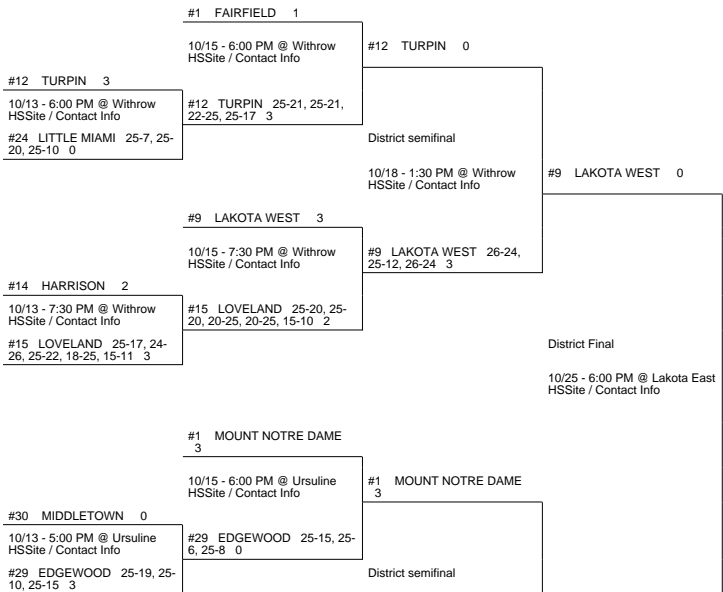 #1 FAIRFIELD 1
10/15 - 6:00 PM @ Withrow
HSSite / Contact Info
#12 TURPIN 0
#12 TURPIN 3
10/13 - 6:00 PM @ Withrow
HSSite / Contact Info
#12 TURPIN 25-21, 25-21,
22-25, 25-17 3
#24 LITTLE MIAMI 25-7, 25-
20, 25-10 0
District semifinal
10/18 - 1:30 PM @ Withrow
HSSite / Contact Info
#9 LAKOTA WEST 0
#9 LAKOTA WEST 3
10/15 - 7:30 PM @ Withrow
HSSite / Contact Info
#9 LAKOTA WEST 26-24,
25-12, 26-24 3
#14 HARRISON 2
10/13 - 7:30 PM @ Withrow
HSSite / Contact Info
#15 LOVELAND 25-20, 25-
20, 20-25, 20-25, 15-10 2
#15 LOVELAND 25-17, 24-
26, 25-22, 18-25, 15-11 3
District Final
10/25 - 6:00 PM @ Lakota East
HSSite / Contact Info
#1 MOUNT NOTRE DAME
3
10/15 - 6:00 PM @ Ursuline
HSSite / Contact Info
#1 MOUNT NOTRE DAME
3
#30 MIDDLETOWN 0
10/13 - 5:00 PM @ Ursuline
HSSite / Contact Info
#29 EDGEWOOD 25-15, 25-
6, 25-8 0
#29 EDGEWOOD 25-19, 25-
10, 25-15 3
District semifinal